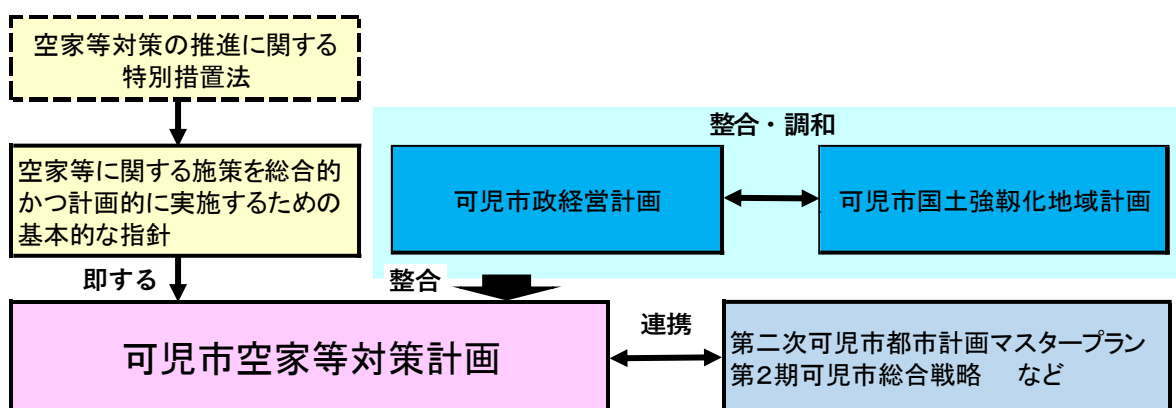 空家等対策の推進に関する
特別措置法
整合・調和
空家等に関する施策を総合的
かつ計画的に実施するための
基本的な指針
可児市政経営計画
可児市国土強靱化地域計画
即する
整合
可児市空家等対策計画
連携
第二次可児市都市計画マスタープラン
第2期可児市総合戦略　など